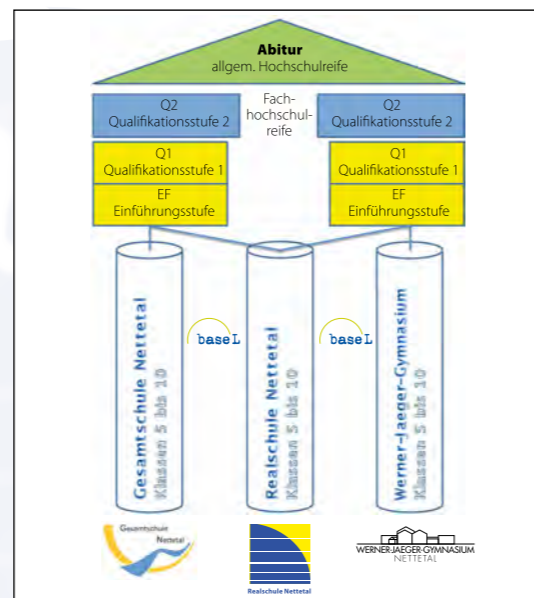 Abitur
allgem. Hochschulreife
Q2
Qualifikationsstufe 2
Fach-
hochschul-
reife
Q2
Qualifikationsstufe 2
Q1
Qualifikationsstufe 1
Q1
Qualifikationsstufe 1
EF
Einführungsstufe
EF
Einführungsstufe
Gesamtschule Nettetal
Klassen 5 bis 10
baseL
Realschule Nettetal
Klassen 5 bis 10
baseL
Werner-Jaeger-Gymnasium
Klassen 5 bis 10
Gesamtschule
Nettetal
Realschule Nettetal
WERNER-JAEGER-GYMNASIUM
NETTETAL